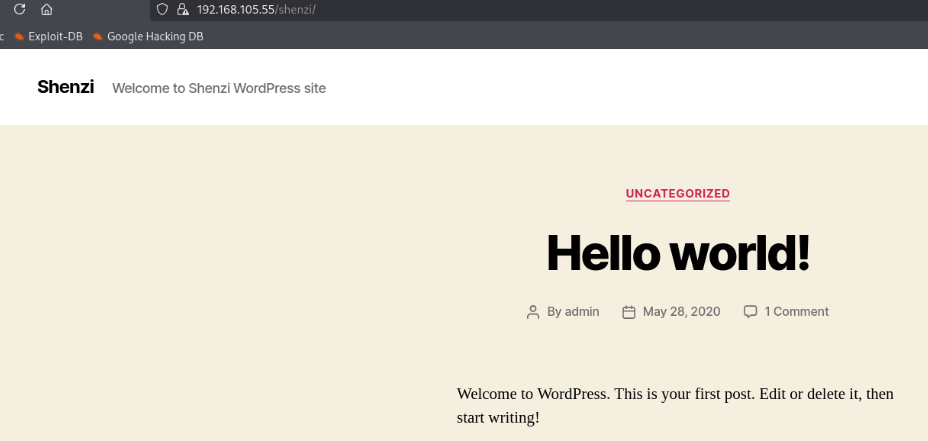 192.168.105.55/shenzi/
c Exploit-DB Google Hacking DB
Shenzi Welcome to Shenzi WordPress site
UNCATEGORIZED
Hello world!
By admin May 28, 2020 1 Comment
Welcome to WordPress. This is your first post. Edit or delete it, then
start writing!